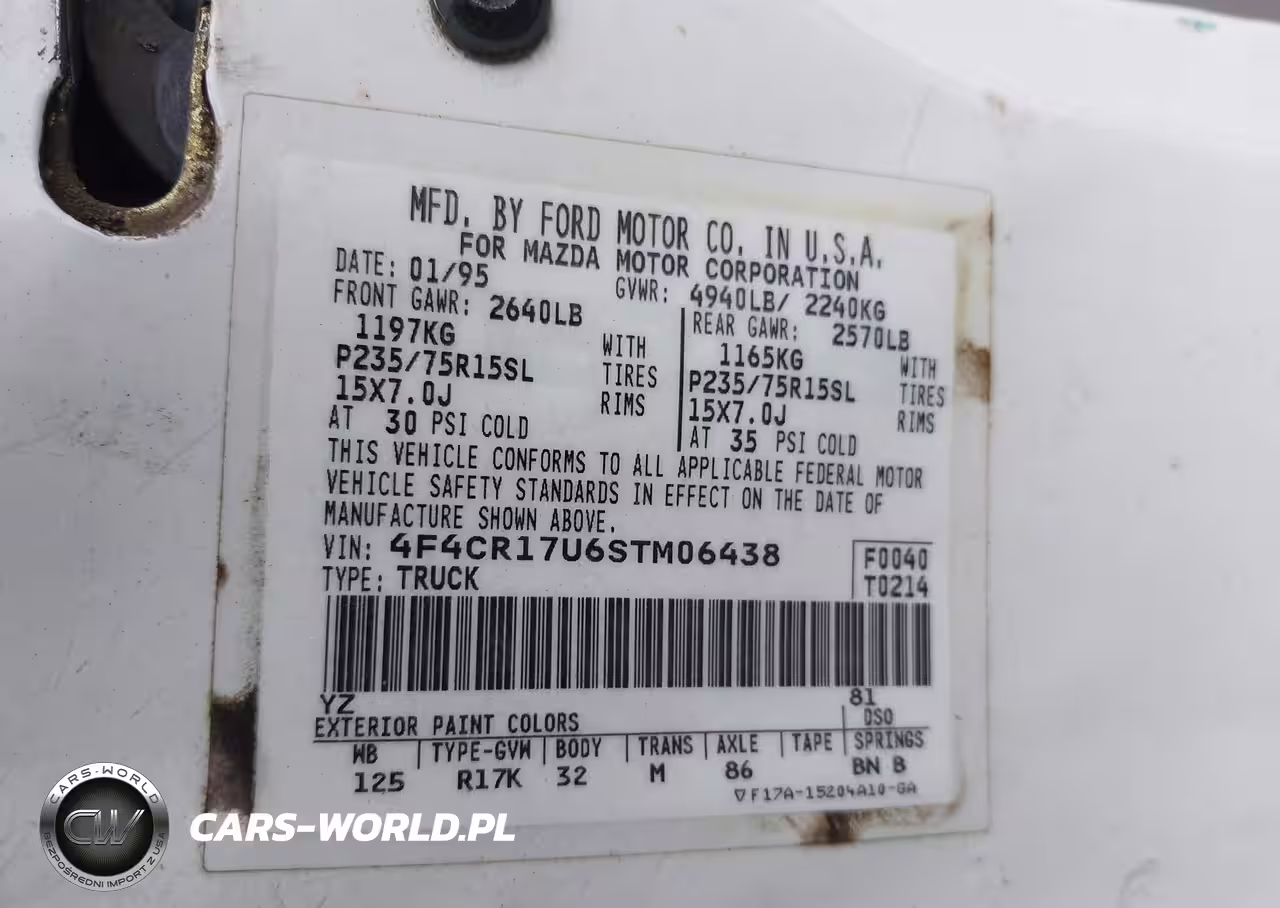 MFD. BY FORD MOTOR CO. IN U.S.A.
FOR MAZDA MOTOR CORPORATION
DATE: 01/95 GVWR: 4940LB/ 2240KG
FRONT GAWR: 2640LB REAR GAWR: 2570LB
1197KG WITH 1165KG WITH
P235/75R15SL TIRES P235/75R15SL TIRES
15X7.0J RIMS 15X7.0J RIMS
AT 30 PSI COLD AT 35 PSI COLD
THIS VEHICLE CONFORMS TO ALL APPLICABLE FEDERAL MOTOR
VEHICLE SAFETY STANDARDS IN EFFECT ON THE DATE OF
MANUFACTURE SHOWN ABOVE.
VIN: 4F4CR17U6STM06438 F0040
TYPE: TRUCK T0214
YZ 81
EXTERIOR PAINT COLORS DSO
WB TYPE-GVW BODY TRANS AXLE TAPE SPRINGS
125 R17K 32 M 86 BN B
▽F17A-15204A10-GA
CARS-WORLD
CW
BEZPOŚREDNI IMPORT Z USA
CARS-WORLD.PL